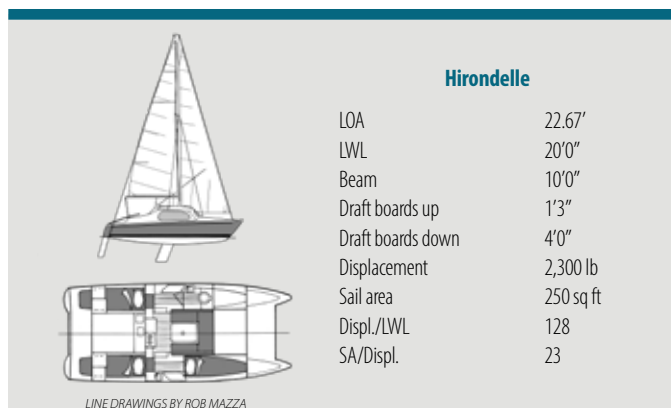 Hirondelle
LOA 22.67’
LWL 20’0”
Beam 10’0”
Draft boards up 1’3”
Draft boards down 4’0”
Displacement 2,300 lb
Sail area 250 sq ft
Displ./LWL 128
SA/Displ. 23
LINE DRAWINGS BY ROB MAZZA